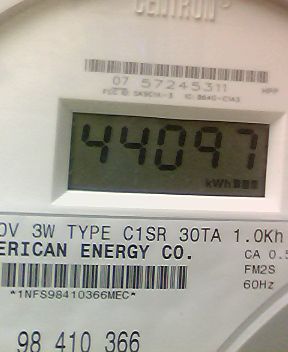 CENTRON®
07 57245311
44097
kWh
0V 3W TYPE C1SR 30TA 1.0Kh
ERICAN ENERGY CO.
CA 0.5
FM2S
*1NFS98410366MEC*
60Hz
98 410 366